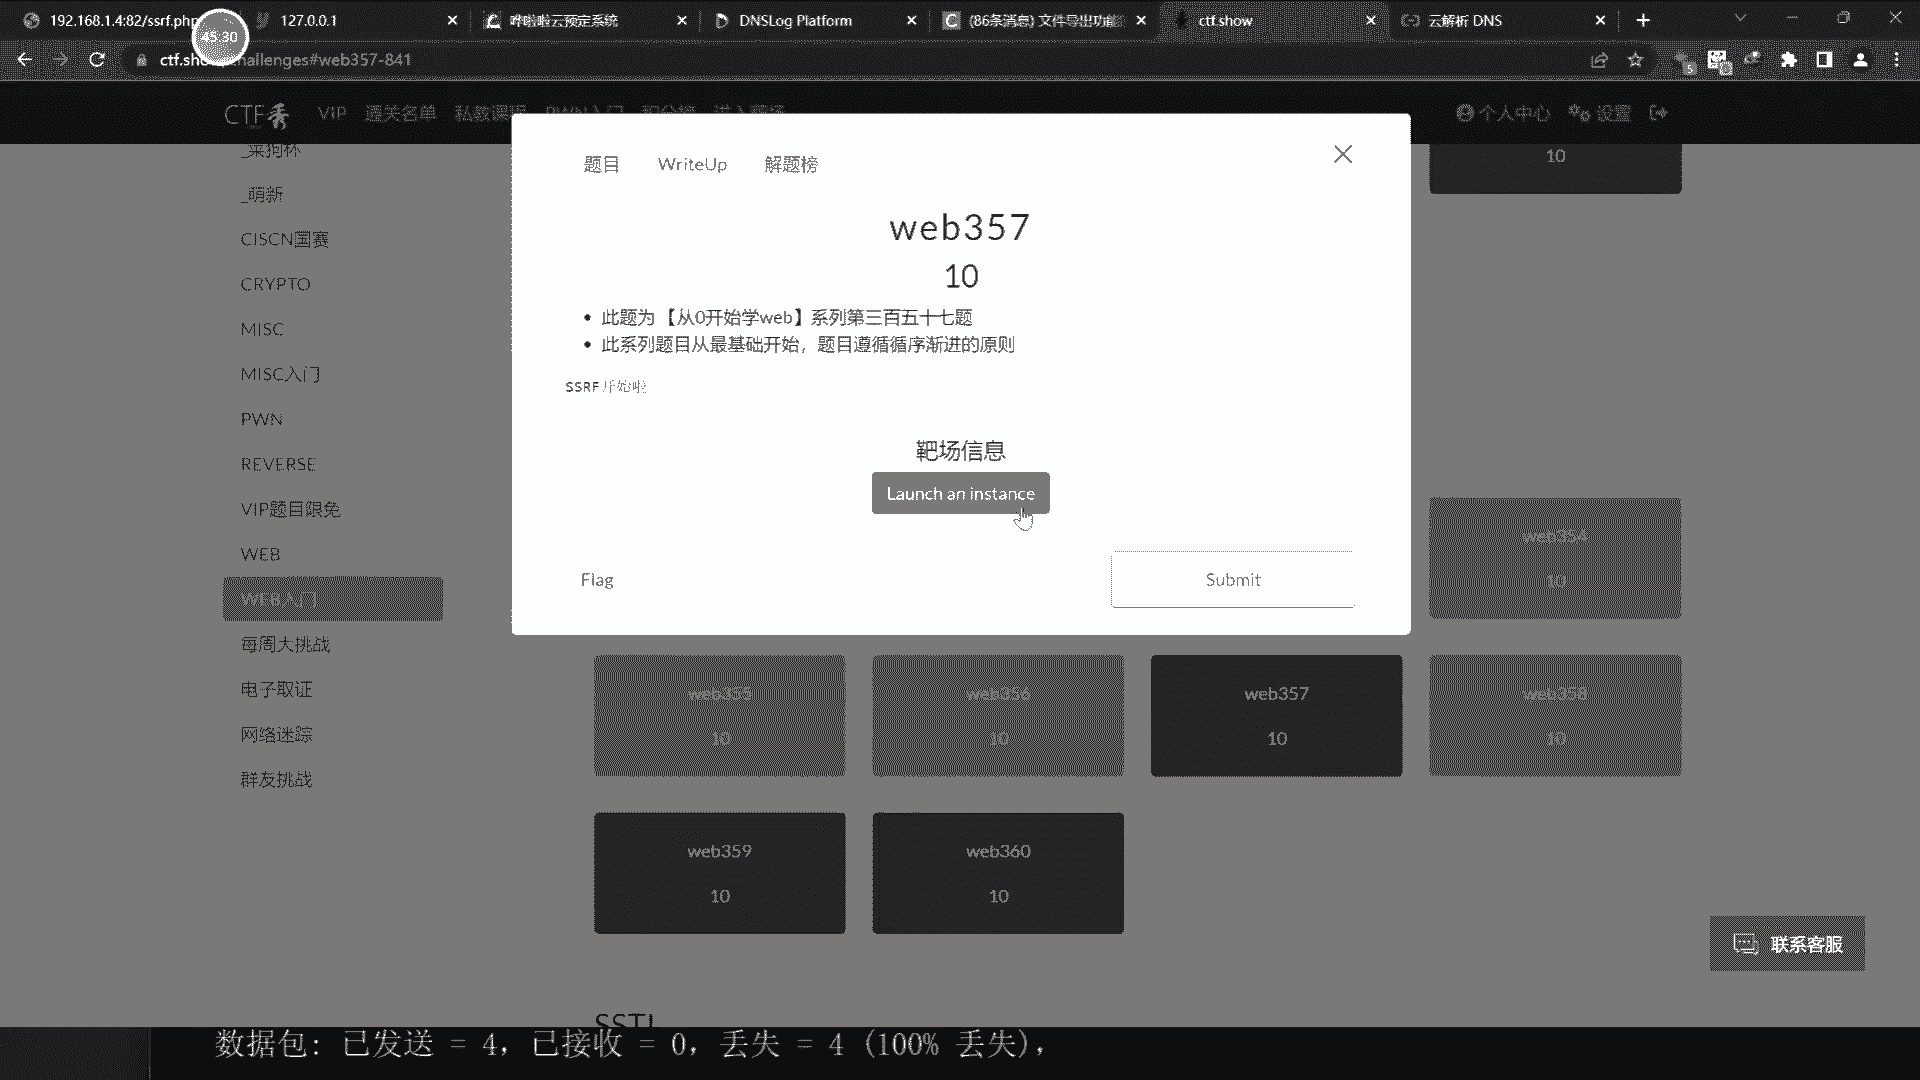 192.168.1.4:82/ssrf.php
127.0.0.1
哗啦啦云预定系统
DNSLog Platform
(86条消息) 文件导出功能
ctf.show
云解析 DNS
45:30
ctf.sho
hallenges#web357-841
5
CTF秀
VIP
通关名单
私教课程
PWN入门
积分榜
进入赛场
个人中心
设置
_菜狗杯
_萌新
CISCN国赛
CRYPTO
MISC
MISC入门
PWN
REVERSE
VIP题目限免
WEB
WEB入门
每周大挑战
电子取证
网络迷踪
群友挑战
题目
WriteUp
解题榜
web357
10
此题为 【从0开始学web】系列第三百五十七题
此系列题目从最基础开始，题目遵循循序渐进的原则
SSRF 开始啦
靶场信息
Launch an instance
Flag
Submit
10
web354
10
web355
10
web356
10
web357
10
web358
10
web359
10
web360
10
联系客服
SSTI
数据包: 已发送 = 4，已接收 = 0，丢失 = 4 (100% 丢失)，